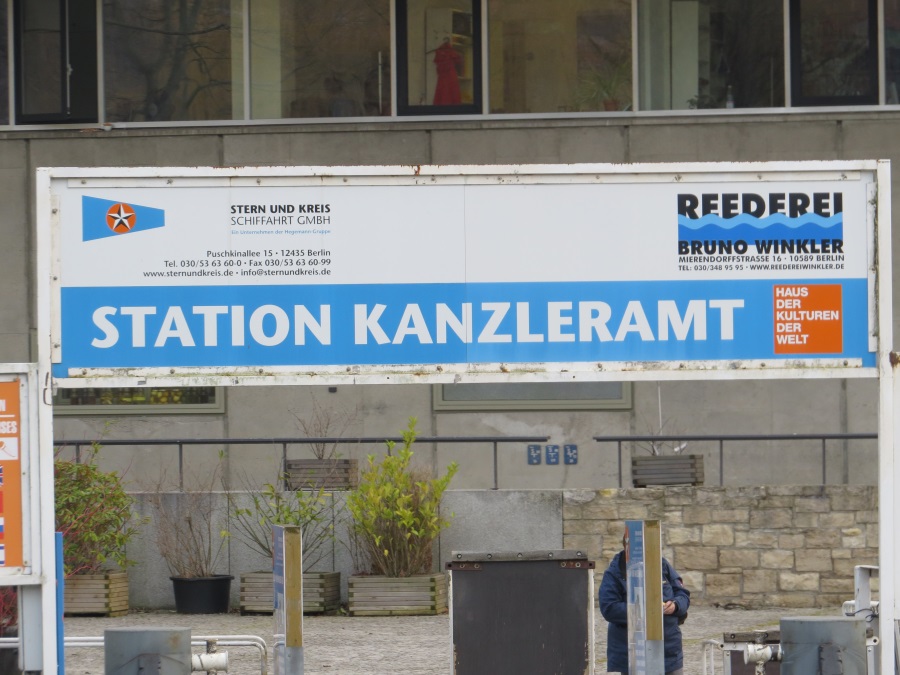 STERN UND KREIS
SCHIFFAHRT GMBH
Ein Unternehmen der Hegemann-Gruppe
Puschkinallee 15 • 12435 Berlin
Tel. 030/53 63 60-0 • Fax 030/53 63 60-99
www.sternundkreis.de • info@sternundkreis.de
REEDEREI
BRUNO WINKLER
MIERENDORFFSTRASSE 16 · 10589 BERLIN
TEL: 030/348 95 95 · WWW.REEDEREIWINKLER.DE
STATION KANZLERAMT
HAUS
DER
KULTUREN
DER
WELT